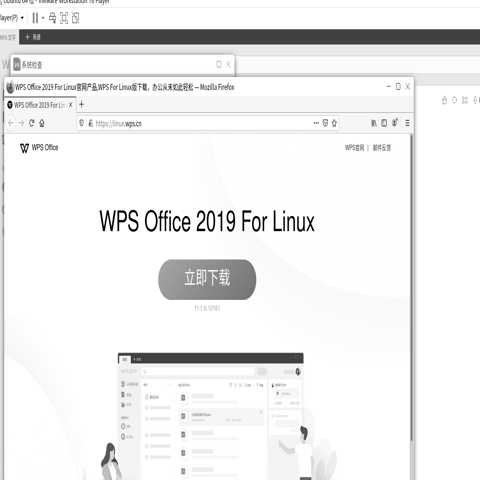 Ubuntu 64 位 - VMware Workstation 16 Player
layer(P)
WPS 文字
+ 新建
系统检查
WPS Office 2019 For Linux官网产品,WPS For Linux版下载，办公从未如此轻松 — Mozilla Firefox
WPS Office 2019 For Lin
https://linux.wps.cn
WPS Office
WPS官网 | 邮件反馈
WPS Office 2019 For Linux
立即下载
11.1.0.10161